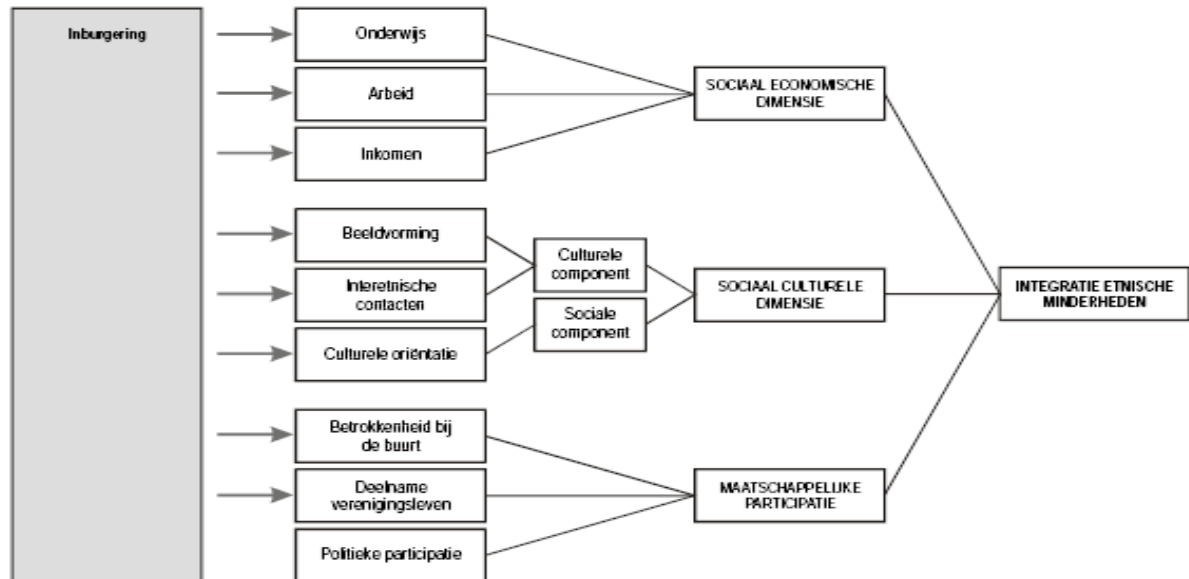 Inburgering
Onderwijs
Arbeid
Inkomen
SOCIAAL ECONOMISCHE
DIMENSIE
Beeldvorming
Interetnische
contacten
Culturele oriëntatie
Culturele
component
Sociale
component
SOCIAAL CULTURELE
DIMENSIE
INTEGRATIE ETNISCHE
MINDERHEDEN
Betrokkenheid bij
de buurt
Deelname
verenigingsleven
Politieke participatie
MAATSCHAPPELIJKE
PARTICIPATIE